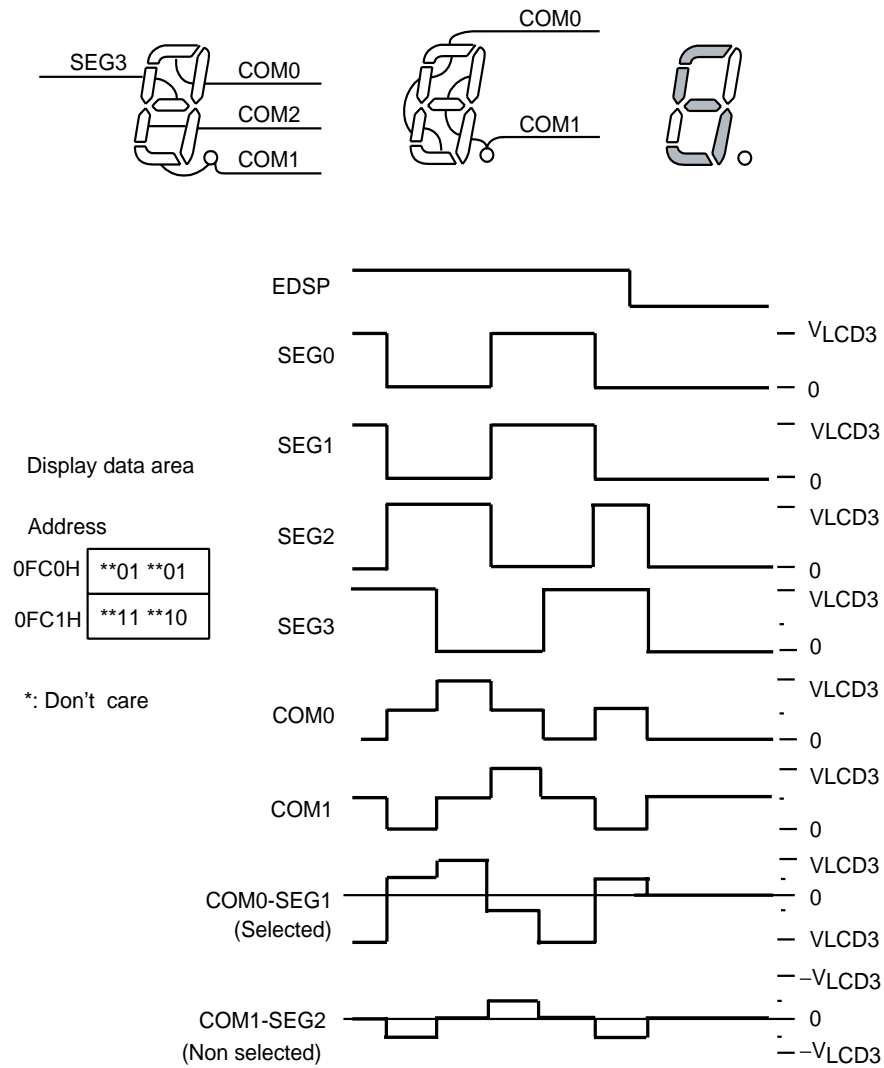 COM0
SEG3
COM0
COM2
COM1
COM1
EDSP
VLCD3
SEG0
0
VLCD3
SEG1
0
Display data area
VLCD3
SEG2
Address
0
0FC0H **01 **01
VLCD3
0FC1H **11 **10
SEG3
0
*: Don't care
VLCD3
COM0
0
VLCD3
COM1
0
VLCD3
COM0-SEG1
0
(Selected)
VLCD3
−VLCD3
COM1-SEG2
0
(Non selected)
−VLCD3